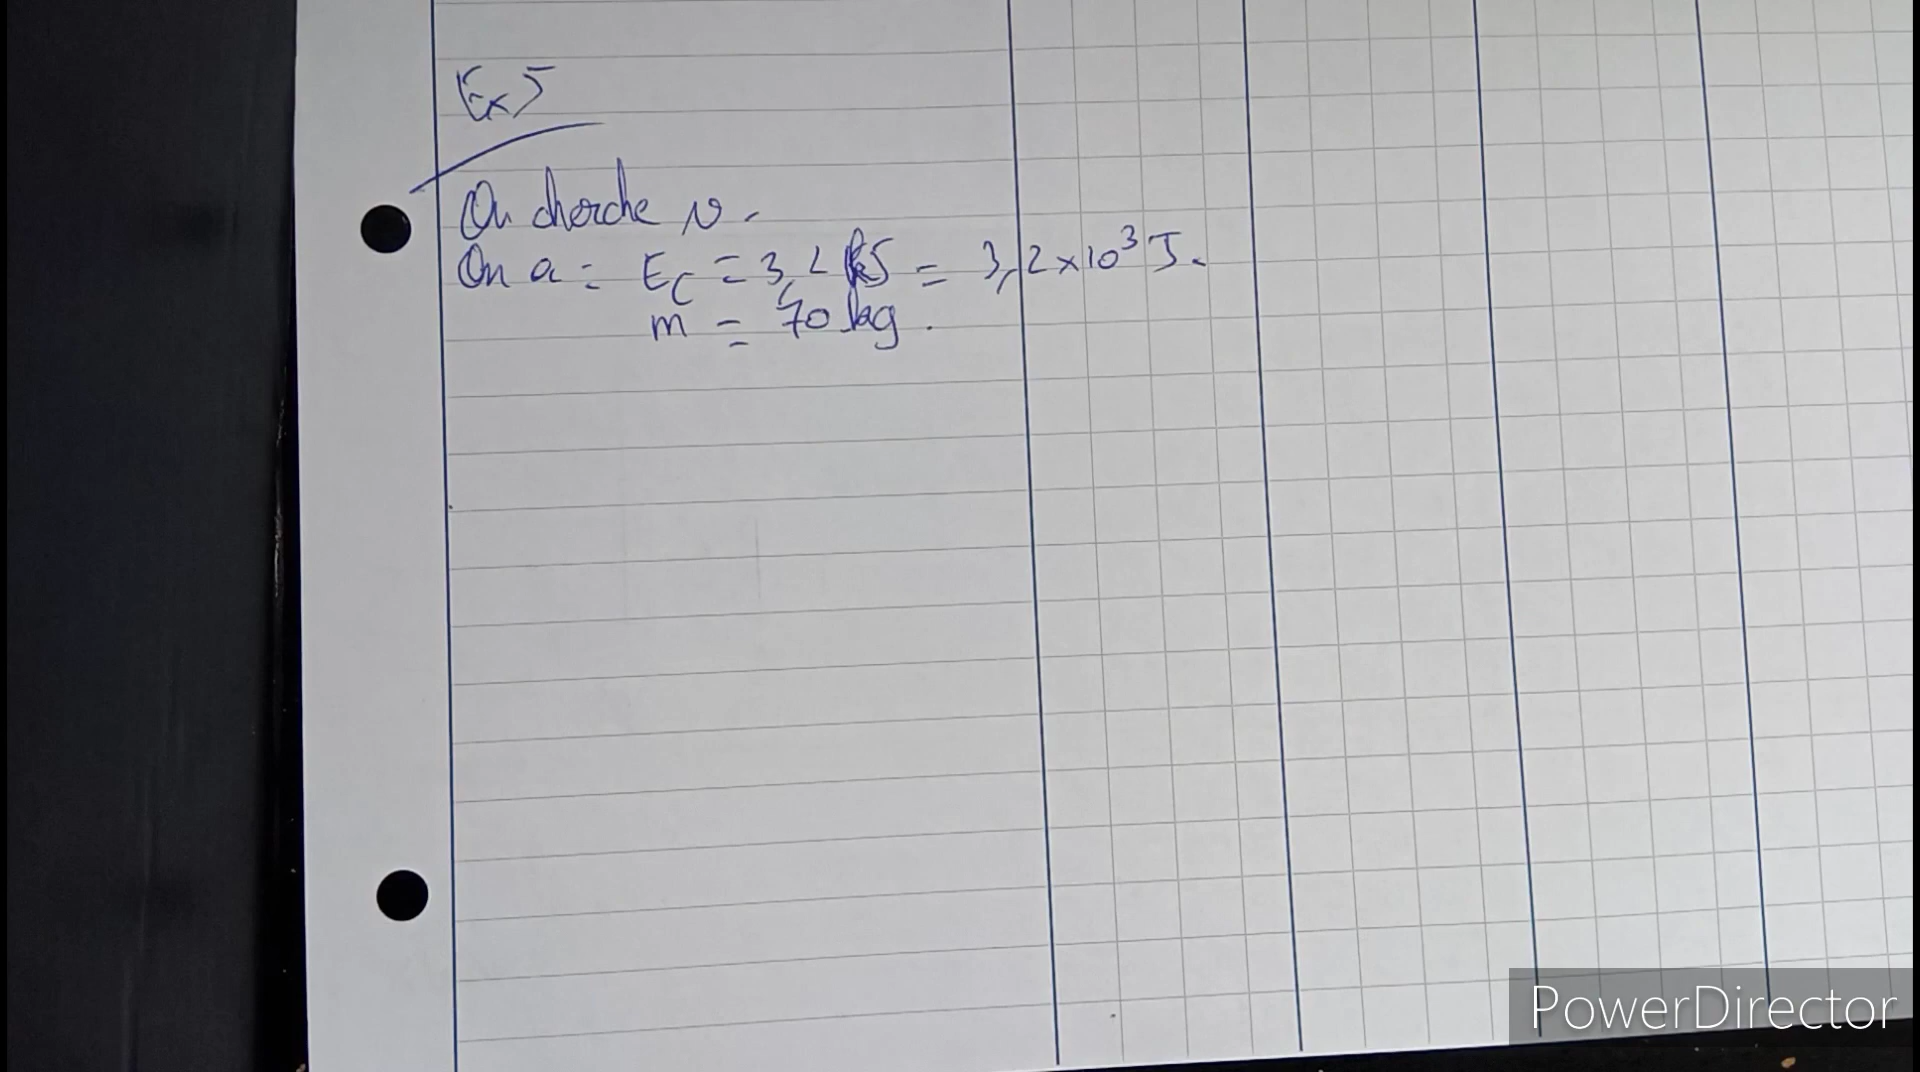 Ex 5
On cherche v.
On a : Ec = 3,2 kJ = 3,2 × 10³ J.
m = 70 kg.
PowerDirector